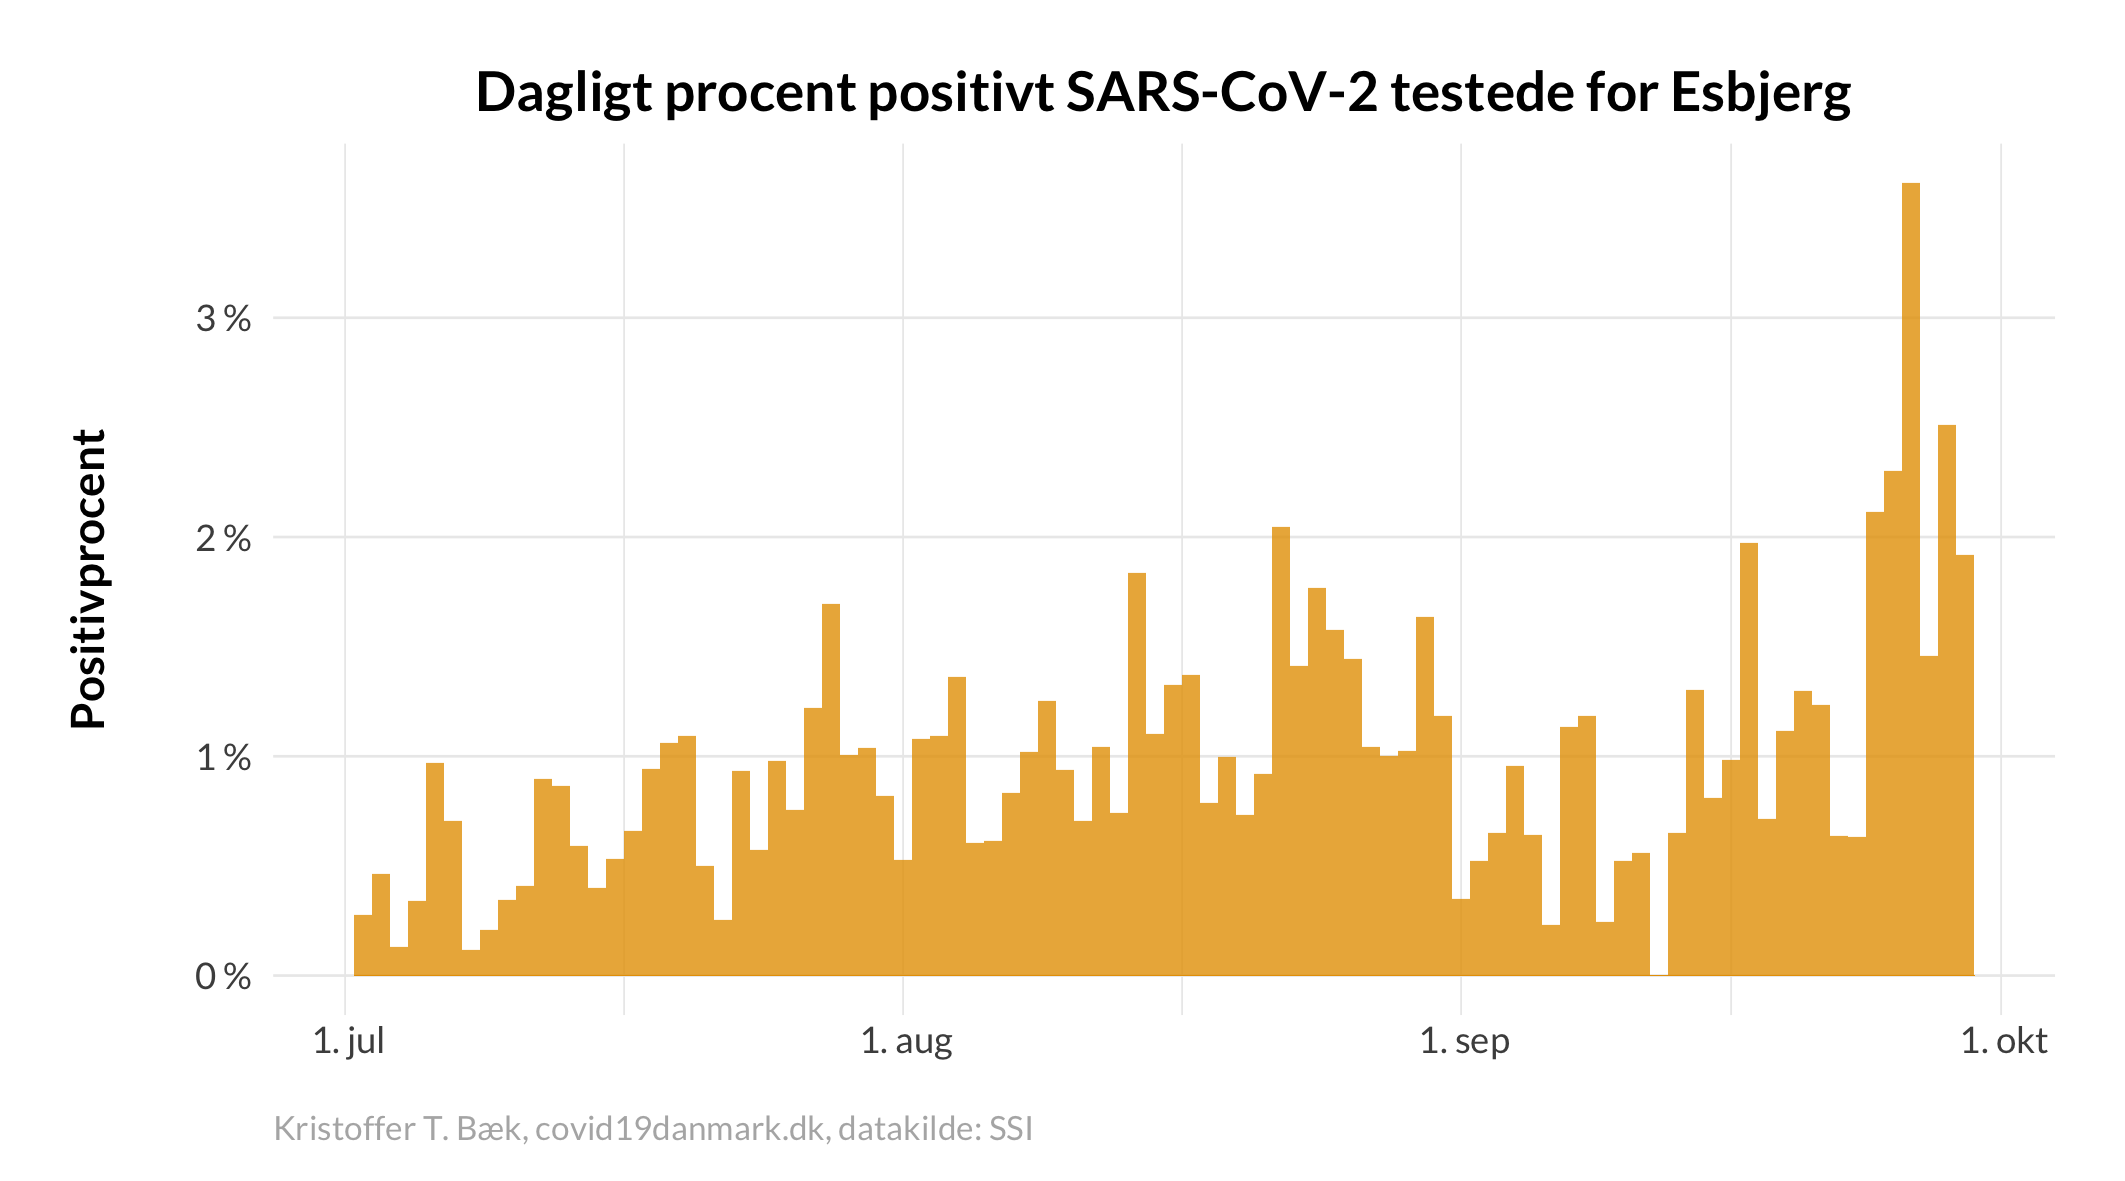 Dagligt procent positivt SARS-CoV-2 testede for Esbjerg
Positivprocent
3 %
2 %
1 %
0 %
1. jul
1. aug
1. sep
1. okt
Kristoffer T. Bæk, covid19danmark.dk, datakilde: SSI